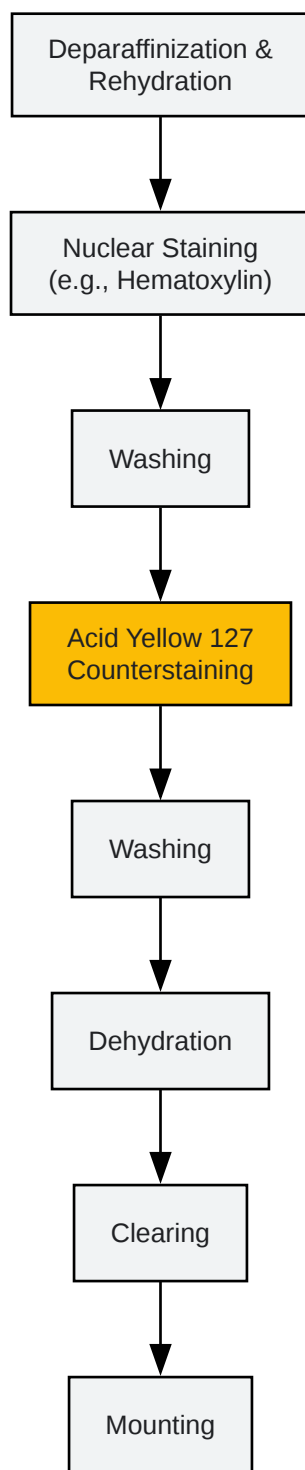 Deparaffinization &
Rehydration
Nuclear Staining
(e.g., Hematoxylin)
Washing
Acid Yellow 127
Counterstaining
Washing
Dehydration
Clearing
Mounting